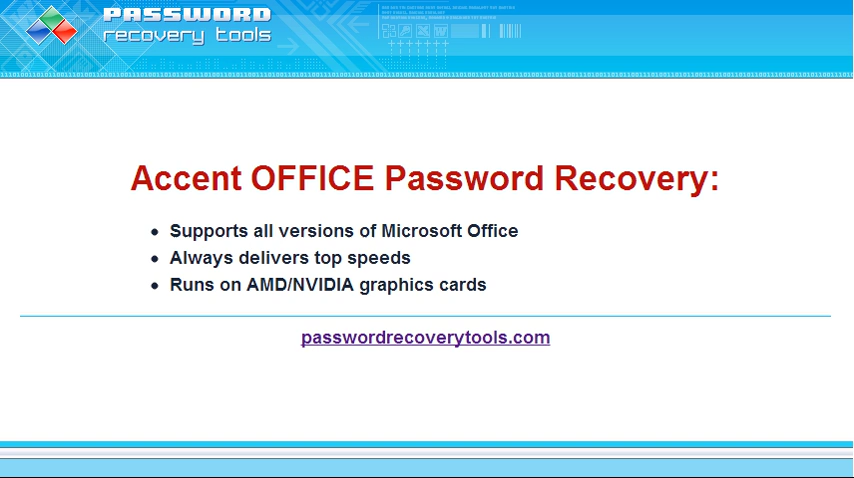 PASSWORD
recovery tools
Accent OFFICE Password Recovery:
Supports all versions of Microsoft Office
Always delivers top speeds
Runs on AMD/NVIDIA graphics cards
passwordrecoverytools.com